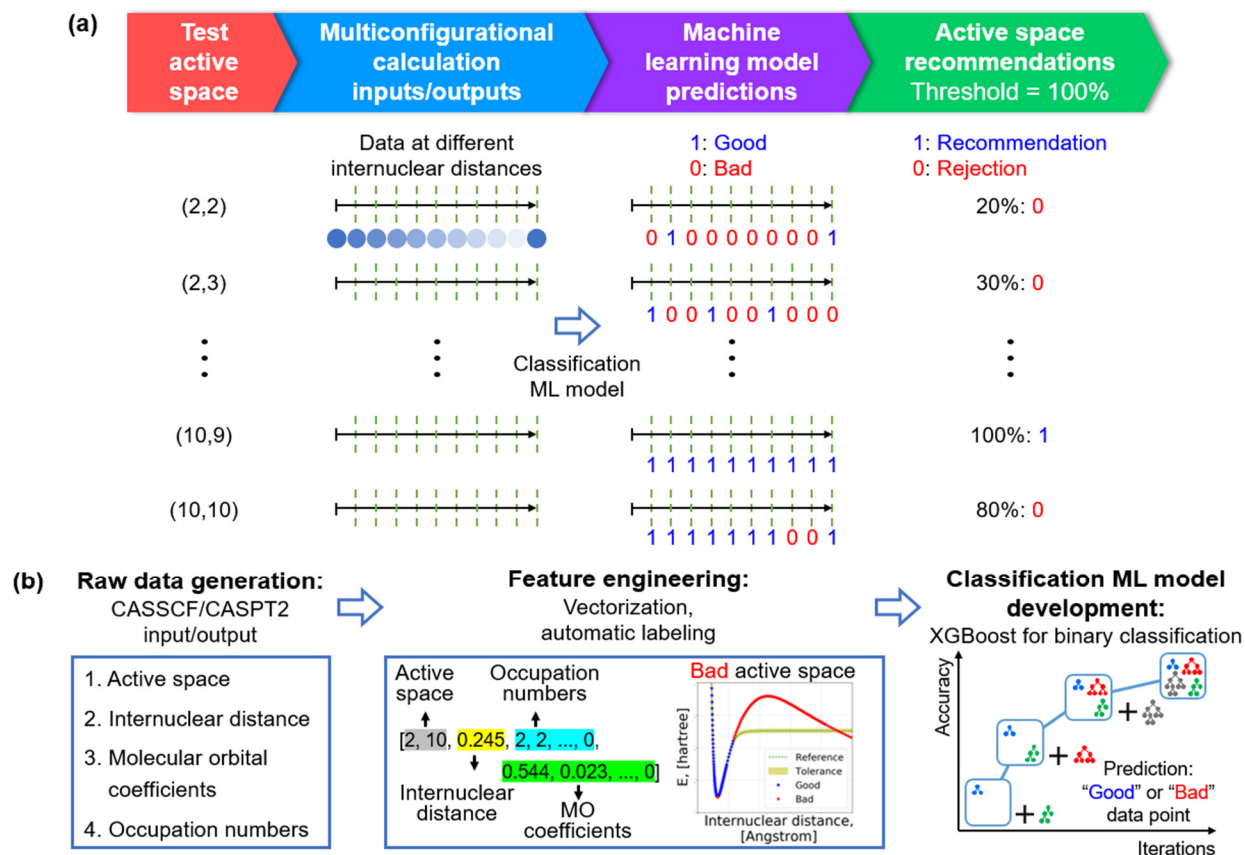 (a)
Test
active
space
Multiconfigurational
calculation
inputs/outputs
Machine
learning model
predictions
Active space
recommendations
Threshold = 100%
Data at different
internuclear distances
1: Good
0: Bad
1: Recommendation
0: Rejection
(2,2)
0 1 0 0 0 0 0 0 0 1
20%: 0
(2,3)
1 0 0 1 0 0 1 0 0 0
30%: 0
Classification
ML model
(10,9)
1 1 1 1 1 1 1 1 1 1
100%: 1
(10,10)
1 1 1 1 1 1 1 0 0 1
80%: 0
(b)
Raw data generation:
CASSCF/CASPT2
input/output
1. Active space
2. Internuclear distance
3. Molecular orbital
coefficients
4. Occupation numbers
Feature engineering:
Vectorization,
automatic labeling
Active
space
Occupation
numbers
[2, 10, 0.245, 2, 2, ..., 0,
0.544, 0.023, ..., 0]
Internuclear
distance
MO
coefficients
Bad active space
E, [hartree]
Reference
Tolerance
Good
Bad
Internuclear distance,
[Angstrom]
Classification ML model
development:
XGBoost for binary classification
Accuracy
Prediction:
“Good” or “Bad”
data point
Iterations